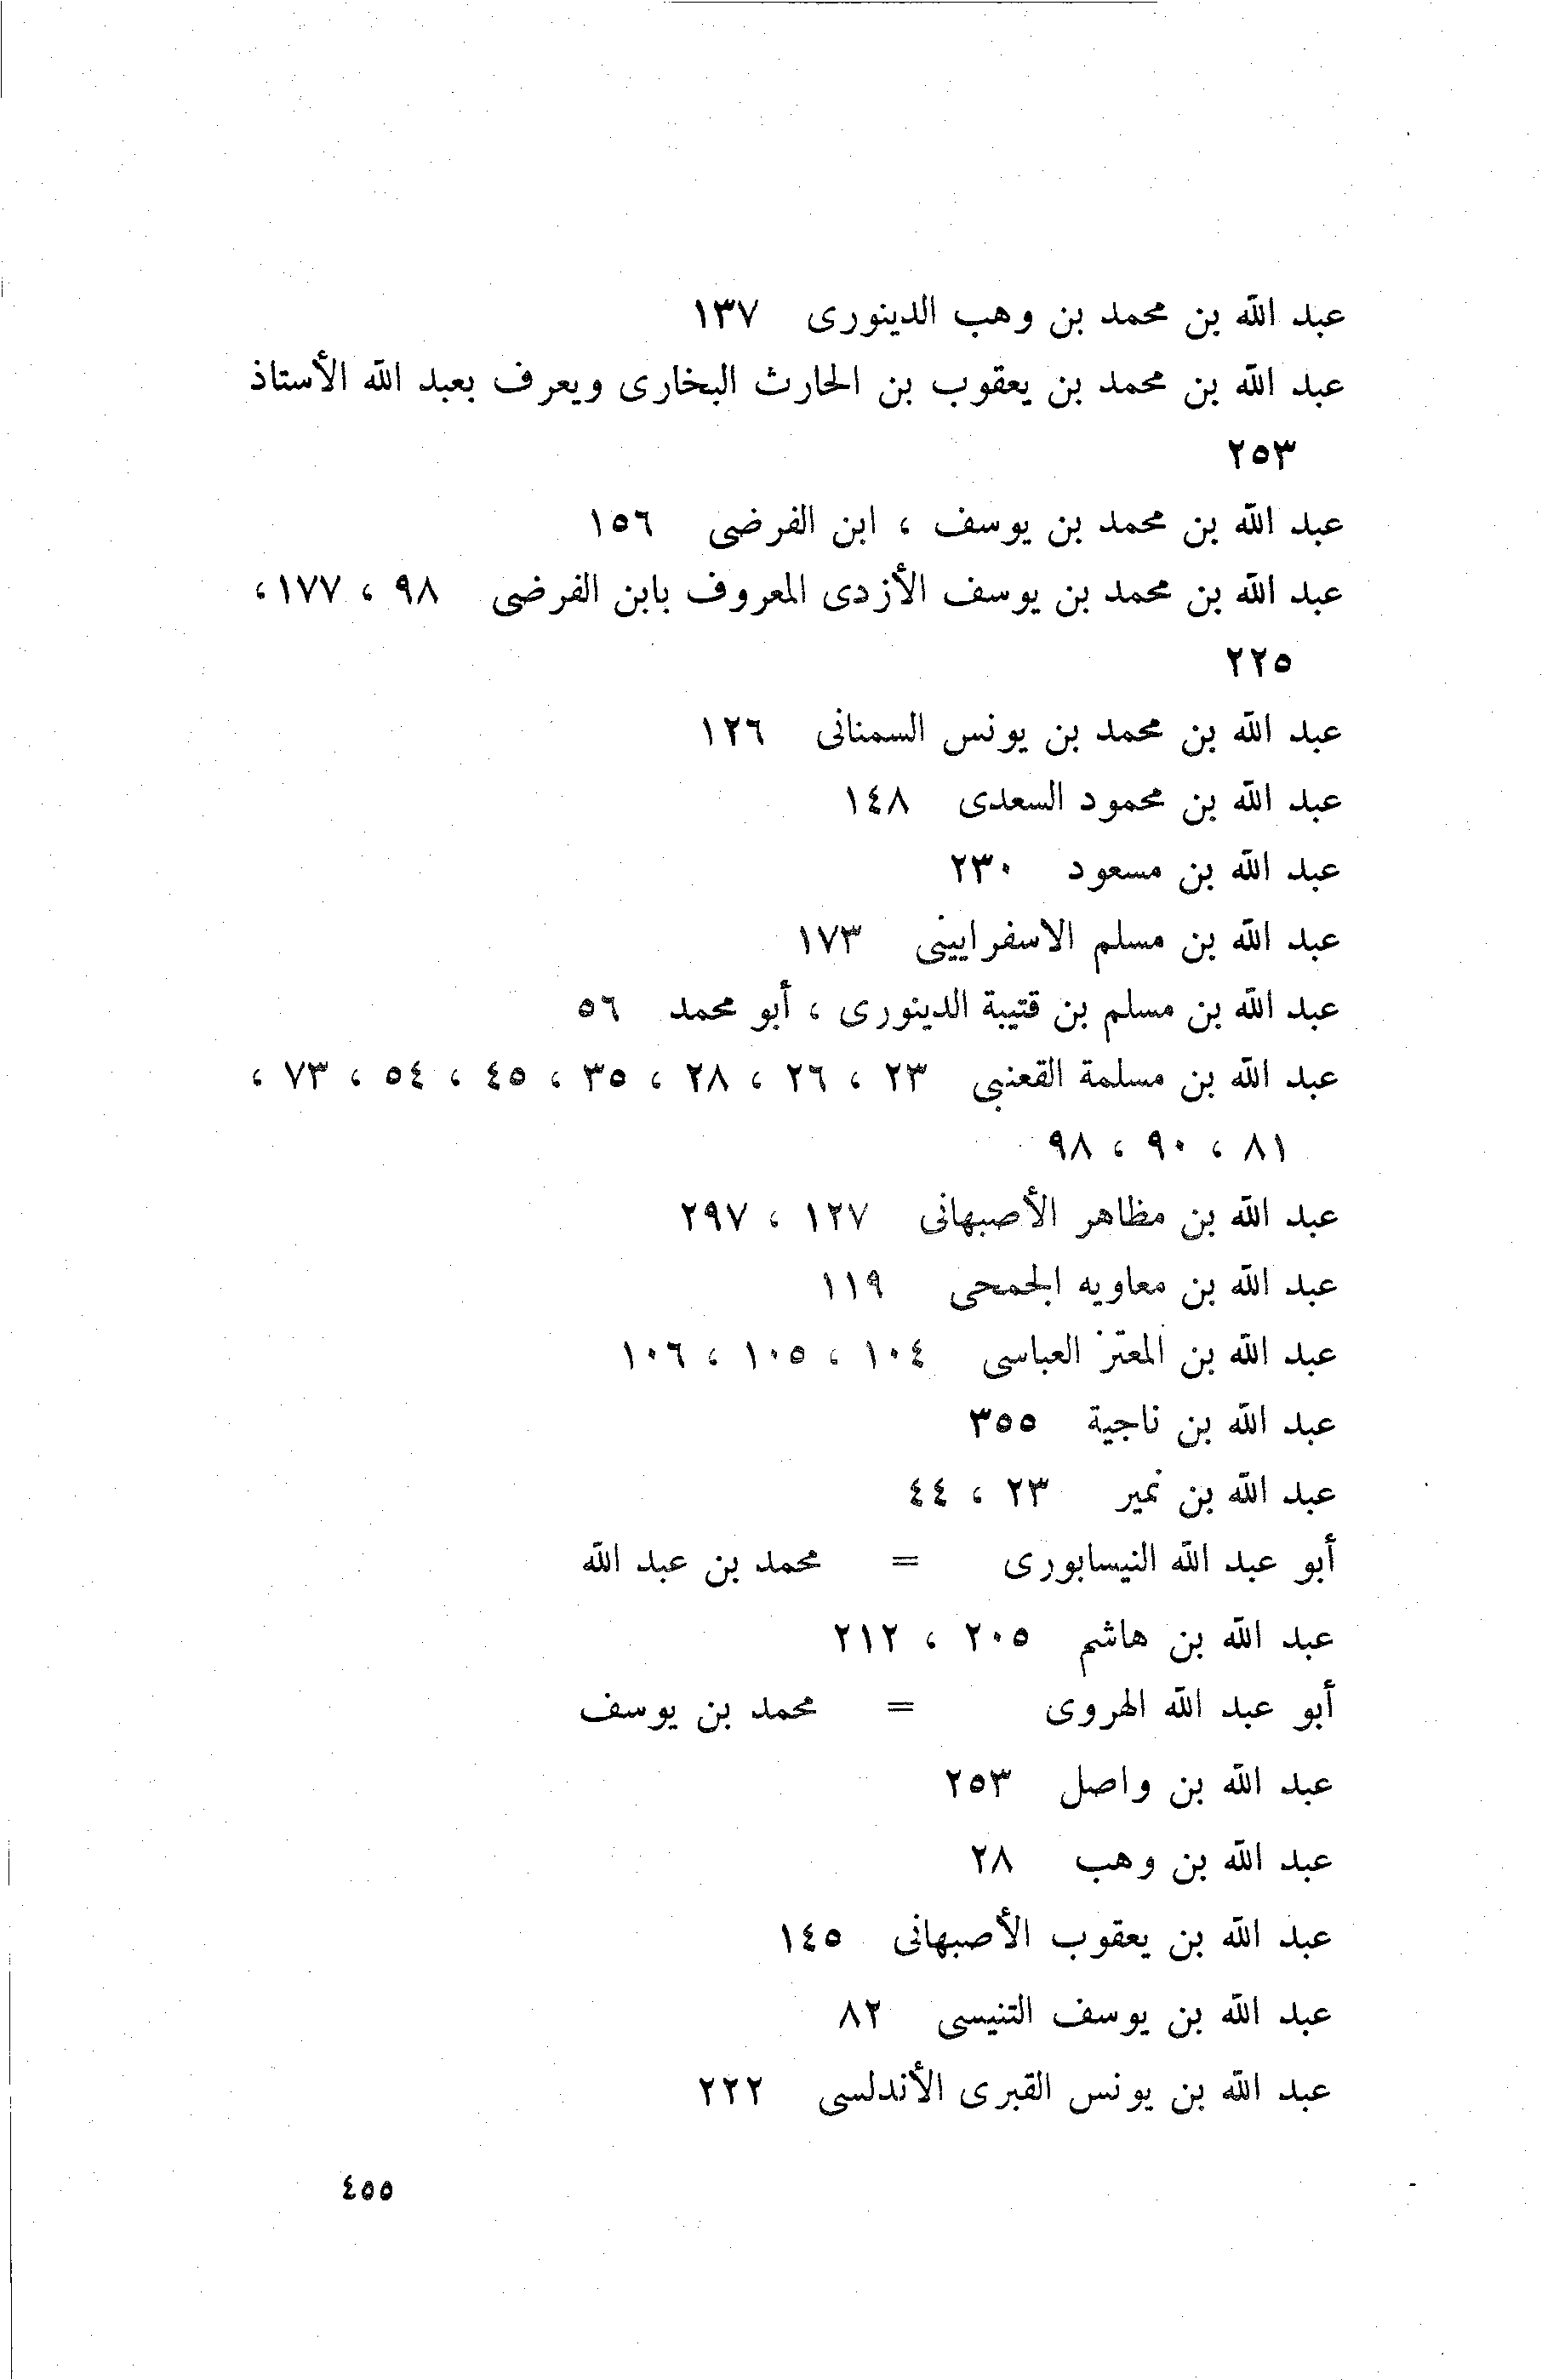 عبد الله بن محمد بن وهب الدينورى ١٣٧
عبد الله بن محمد بن يعقوب بن الحارث البخارى ويعرف بعبد الله الأستاذ
٢٥٣
عبد الله بن محمد بن يوسف ، ابن الفرضى ١٥٦
عبد الله بن محمد بن يوسف الأزدى المعروف بابن الفرضى ٩٨ ، ١٧٧،
٢٢٥
عبد الله بن محمد بن يونس السمنانى ١٢٦
عبد الله بن محمود السعدى ١٤٨
عبد الله بن مسعود ٢٣٠
عبد الله بن مسلم الاسفرايينى ١٧٣
عبد الله بن مسلم بن قتيبة الدينورى ، أبو محمد ٥٦
عبد الله بن مسلمة القعنبى ٢٣ ، ٢٦ ، ٢٨ ، ٣٥ ، ٤٥ ، ٥٤ ، ٧٣ ،
٨١ ، ٩٠ ، ٩٨
عبد الله بن مظاهر الأصبهانى ١٢٧ ، ٢٩٧
عبد الله بن معاويه الجمحى ١١٩
عبد الله بن المعتز العباسى ١٠٤ ، ١٠٥ ، ١٠٦
عبد الله بن ناجية ٣٥٥
عبد الله بن نمير ٢٣ ، ٤٤
أبو عبد الله النيسابورى = محمد بن عبد الله
عبد الله بن هاشم ٢٠٥ ، ٢١٢
أبو عبد الله الهروى = محمد بن يوسف
عبد الله بن واصل ٢٥٣
عبد الله بن وهب ٢٨
عبد الله بن يعقوب الأصبهانى ١٤٥
عبد الله بن يوسف التنيسى ٨٢
عبد الله بن يونس القبرى الأندلسى ٢٢٢
٤٥٥